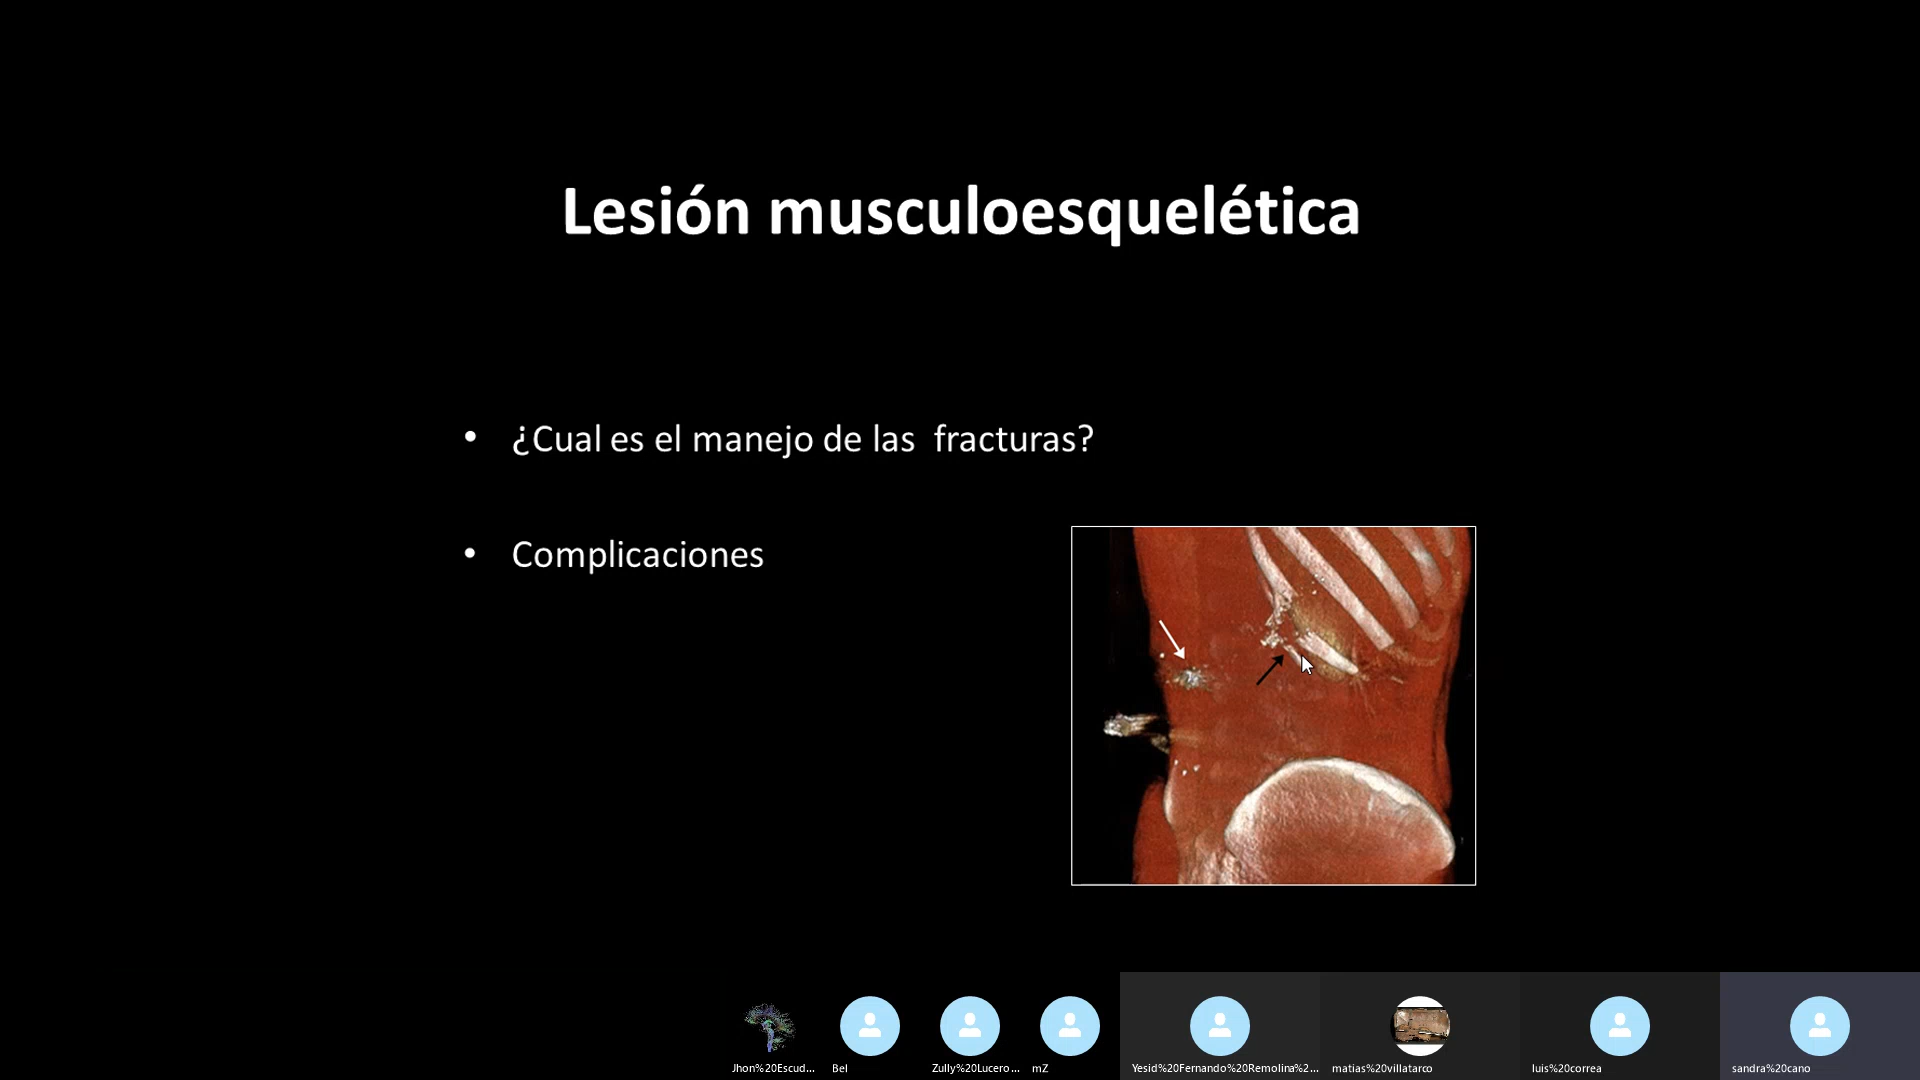 Lesión musculoesquelética
• ¿Cual es el manejo de las  fracturas?
• Complicaciones
Jhon%20Escud...
Bel
Zully%20Lucero...
mZ
Yesid%20Fernando%20Remolina%2...
matias%20villatarco
luis%20correa
sandra%20cano